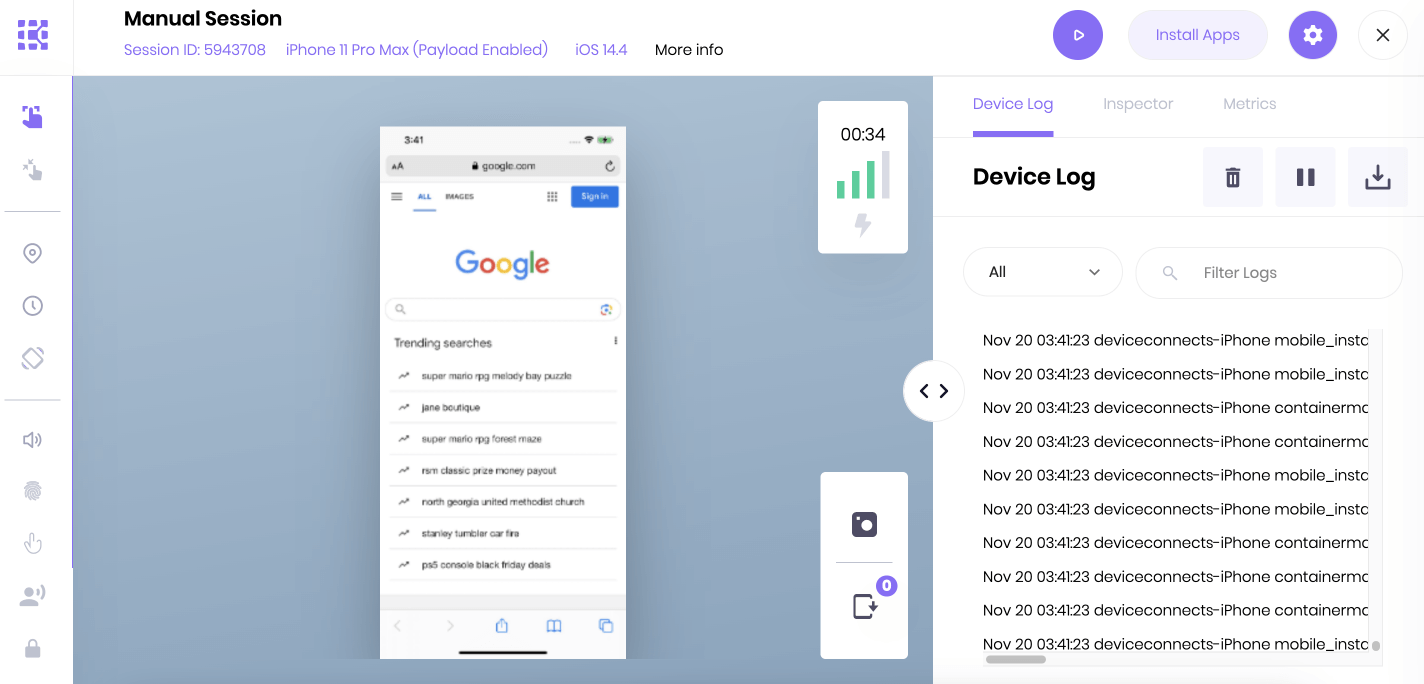 Manual Session
Session ID: 5943708 iPhone 11 Pro Max (Payload Enabled) iOS 14.4 More info
Install Apps
3:41
AA google.com
ALL IMAGES Sign in
Google
Trending searches
super mario rpg melody bay puzzle
jane boutique
super mario rpg forest maze
rsm classic prize money payout
north georgia united methodist church
stanley tumbler car fire
ps5 console black friday deals
00:34
0
Device Log Inspector Metrics
Device Log
All Filter Logs
Nov 20 03:41:23 deviceconnects-iPhone mobile_insta
Nov 20 03:41:23 deviceconnects-iPhone mobile_insta
Nov 20 03:41:23 deviceconnects-iPhone containerma
Nov 20 03:41:23 deviceconnects-iPhone containerma
Nov 20 03:41:23 deviceconnects-iPhone mobile_insta
Nov 20 03:41:23 deviceconnects-iPhone mobile_insta
Nov 20 03:41:23 deviceconnects-iPhone containerma
Nov 20 03:41:23 deviceconnects-iPhone containerma
Nov 20 03:41:23 deviceconnects-iPhone containerma
Nov 20 03:41:23 deviceconnects-iPhone mobile_insta